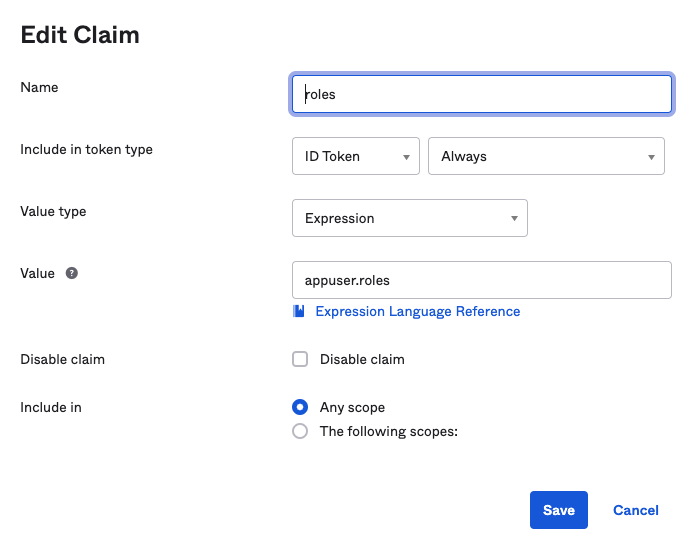 Edit Claim
Name
roles
Include in token type
ID Token
Always
Value type
Expression
Value ?
appuser.roles
Expression Language Reference
Disable claim
Disable claim
Include in
Any scope
The following scopes:
Save
Cancel